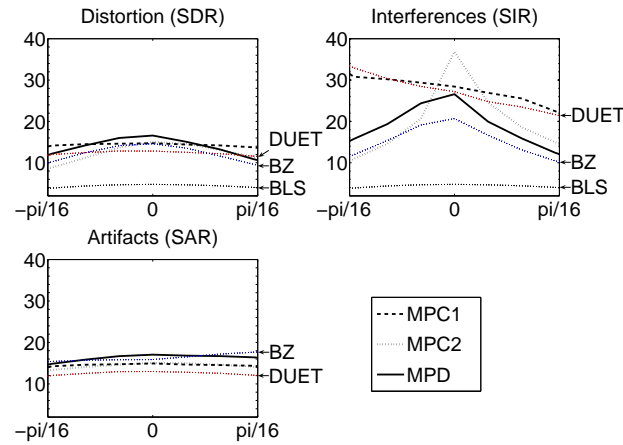 Distortion (SDR)
40
30
20
10
−pi/16
0
pi/16
DUET
BZ
BLS
Interferences (SIR)
40
30
20
10
−pi/16
0
pi/16
DUET
BZ
BLS
Artifacts (SAR)
40
30
20
10
−pi/16
0
pi/16
BZ
DUET
MPC1
MPC2
MPD